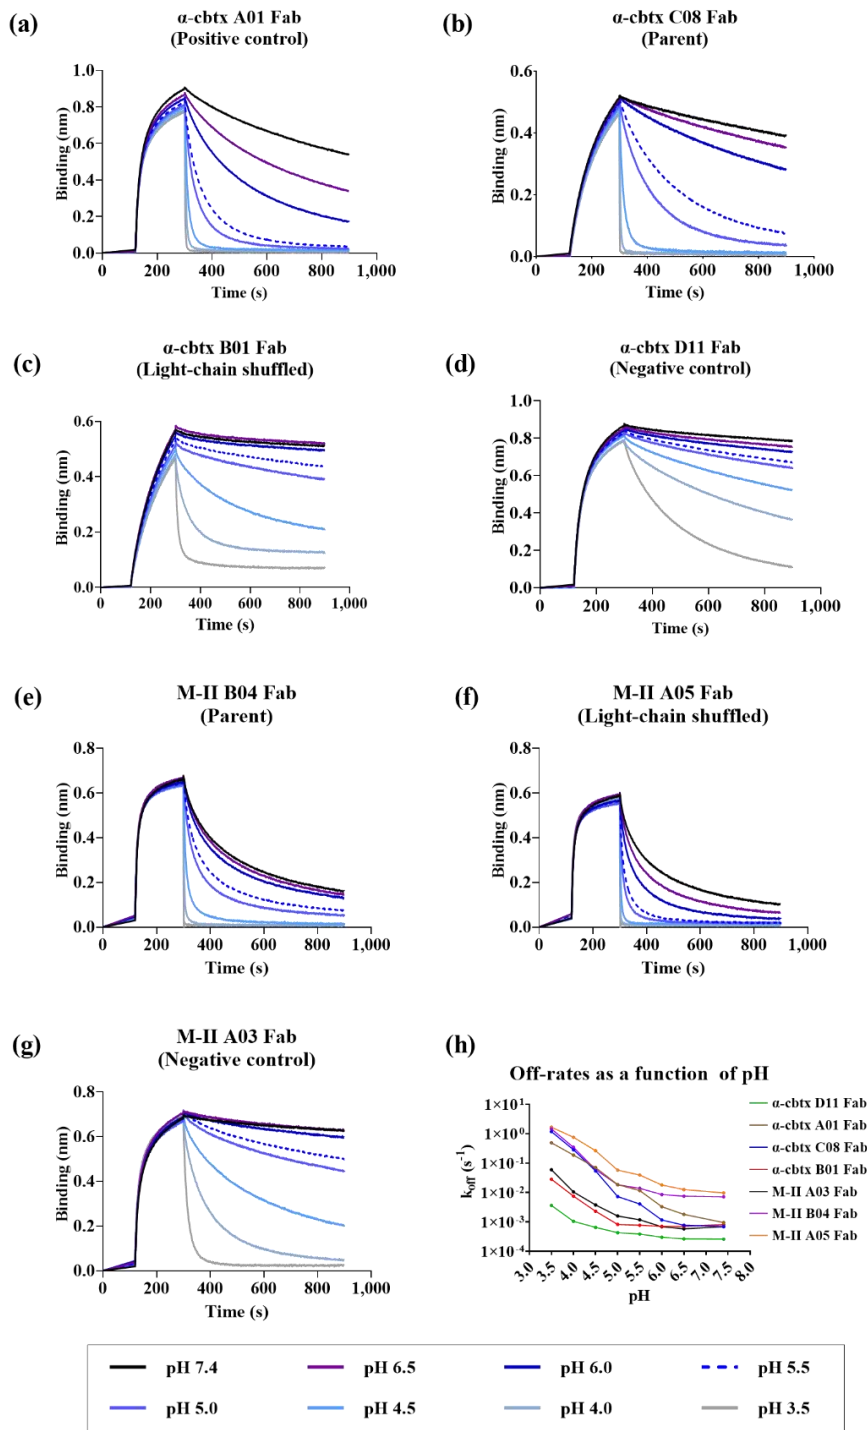 (a)
α-cbtx A01 Fab
(Positive control)
Binding (nm)
1.0
0.8
0.6
0.4
0.2
0.0
0 200 400 600 800 1,000
Time (s)
(b)
α-cbtx C08 Fab
(Parent)
Binding (nm)
0.6
0.4
0.2
0.0
0 200 400 600 800 1,000
Time (s)
(c)
α-cbtx B01 Fab
(Light-chain shuffled)
Binding (nm)
0.6
0.4
0.2
0.0
0 200 400 600 800 1,000
Time (s)
(d)
α-cbtx D11 Fab
(Negative control)
Binding (nm)
1.0
0.8
0.6
0.4
0.2
0.0
0 200 400 600 800 1,000
Time (s)
(e)
M-II B04 Fab
(Parent)
Binding (nm)
0.8
0.6
0.4
0.2
0.0
0 200 400 600 800 1,000
Time (s)
(f)
M-II A05 Fab
(Light-chain shuffled)
Binding (nm)
0.8
0.6
0.4
0.2
0.0
0 200 400 600 800 1,000
Time (s)
(g)
M-II A03 Fab
(Negative control)
Binding (nm)
0.8
0.6
0.4
0.2
0.0
0 200 400 600 800 1,000
Time (s)
(h)
Off-rates as a function of pH
k_off (s⁻¹)
1×10¹
1×10⁰
1×10⁻¹
1×10⁻²
1×10⁻³
1×10⁻⁴
3.0 3.5 4.0 4.5 5.0 5.5 6.0 6.5 7.0 7.5 8.0
pH
α-cbtx D11 Fab
α-cbtx A01 Fab
α-cbtx C08 Fab
α-cbtx B01 Fab
M-II A03 Fab
M-II B04 Fab
M-II A05 Fab
pH 7.4 pH 6.5 pH 6.0 pH 5.5
pH 5.0 pH 4.5 pH 4.0 pH 3.5